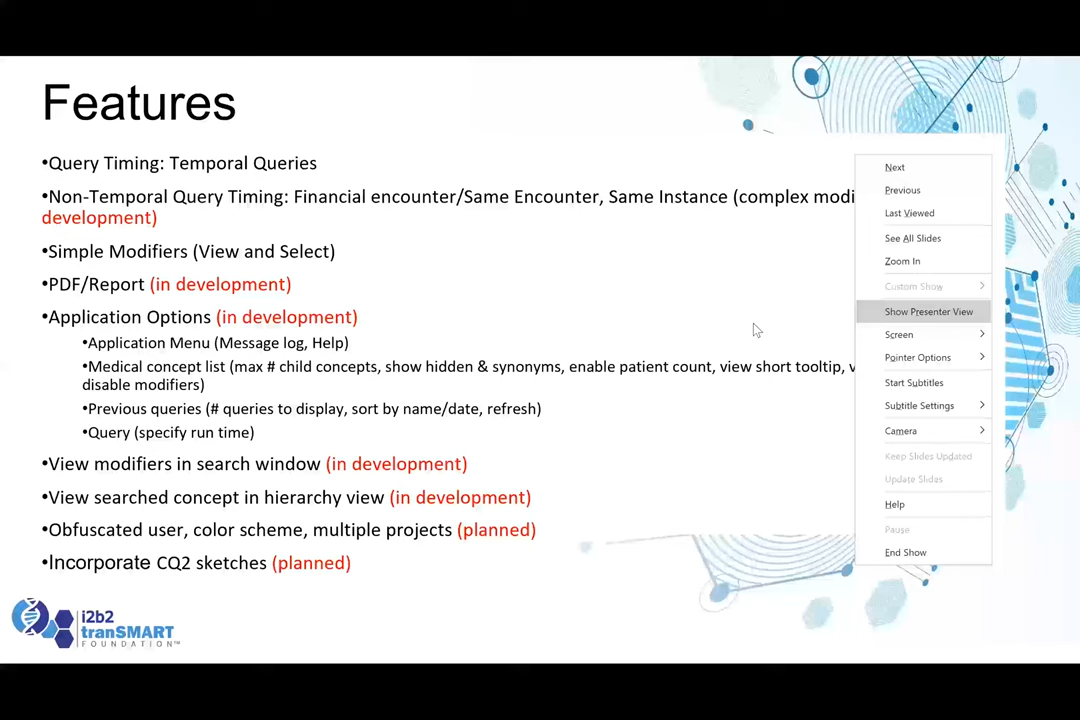 Features
•Query Timing: Temporal Queries
•Non-Temporal Query Timing: Financial encounter/Same Encounter, Same Instance (complex modi
development)
•Simple Modifiers (View and Select)
•PDF/Report (in development)
•Application Options (in development)
•Application Menu (Message log, Help)
•Medical concept list (max # child concepts, show hidden & synonyms, enable patient count, view short tooltip, v
disable modifiers)
•Previous queries (# queries to display, sort by name/date, refresh)
•Query (specify run time)
•View modifiers in search window (in development)
•View searched concept in hierarchy view (in development)
•Obfuscated user, color scheme, multiple projects (planned)
•Incorporate CQ2 sketches (planned)
Next
Previous
Last Viewed
See All Slides
Zoom In
Custom Show
Show Presenter View
Screen
Pointer Options
Start Subtitles
Subtitle Settings
Camera
Keep Slides Updated
Update Slides
Help
Pause
End Show
i2b2
tranSMART
FOUNDATION™